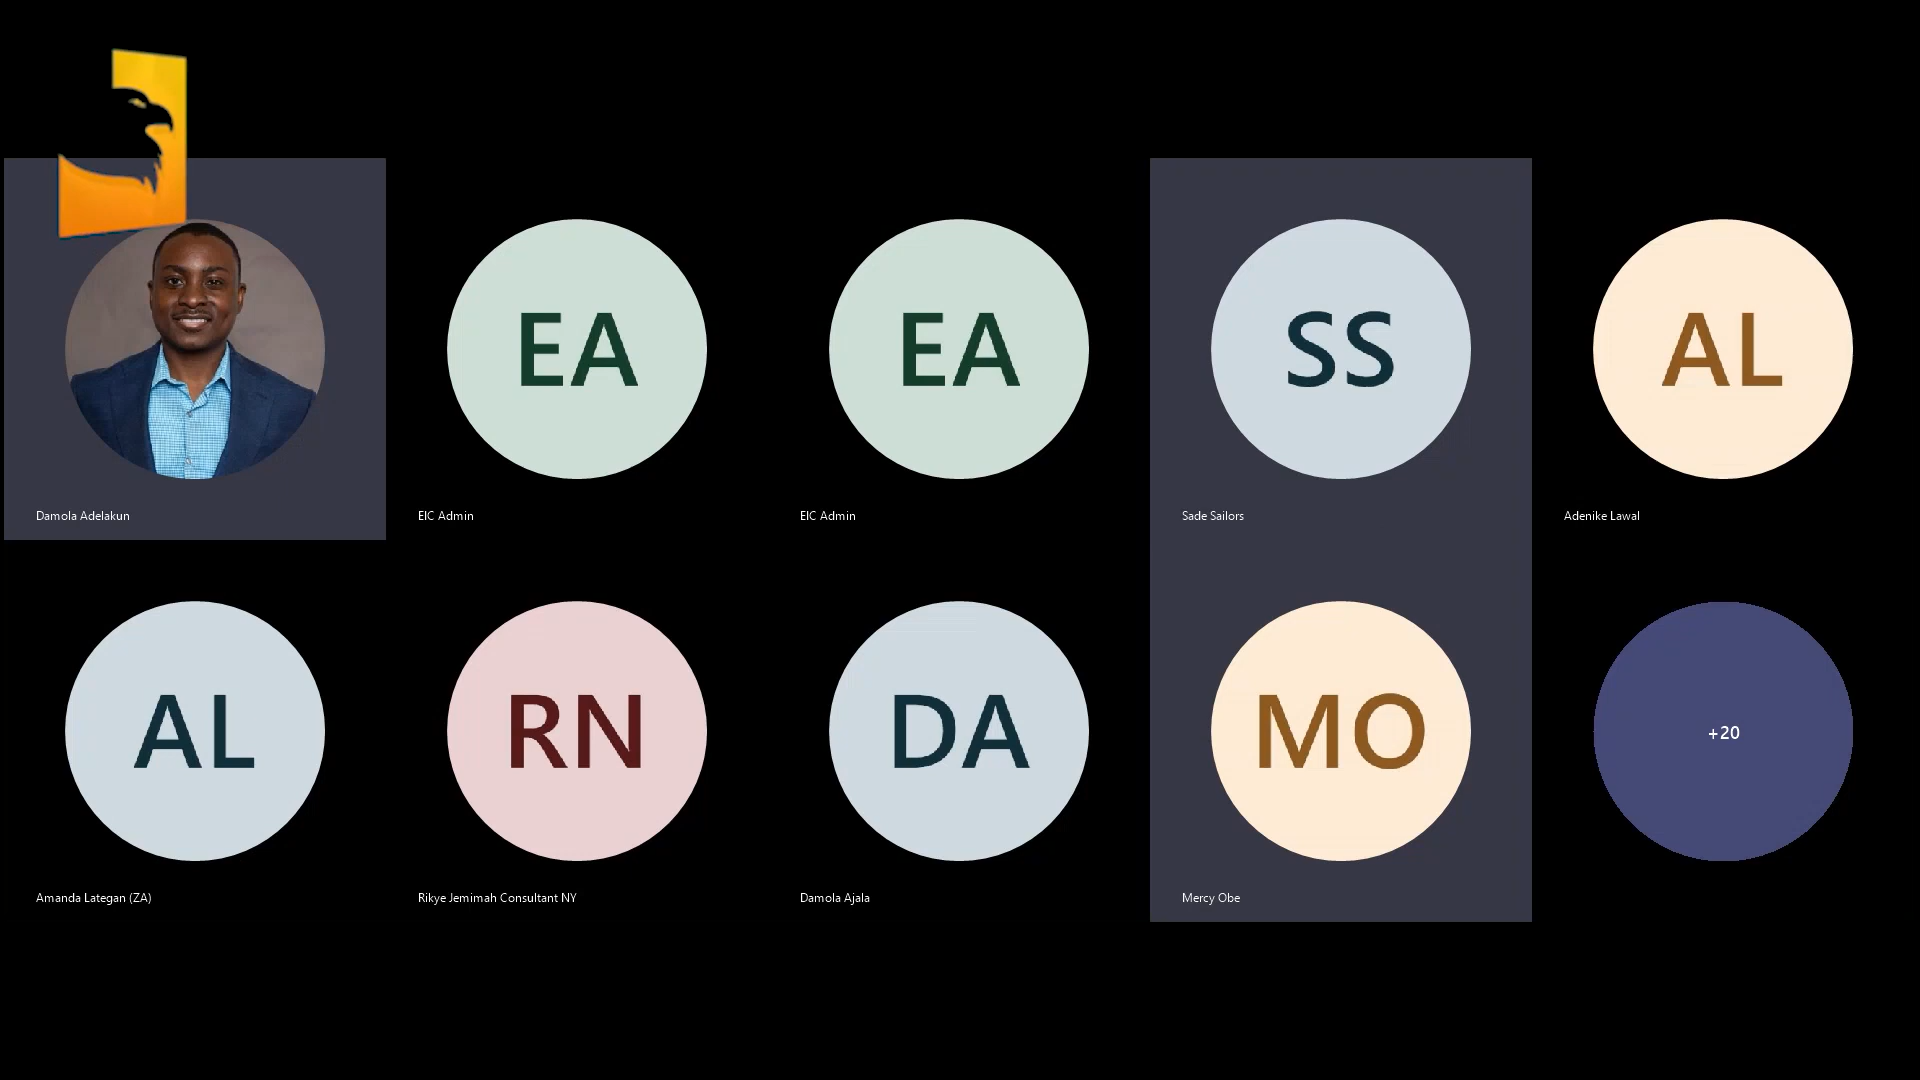 EA
EA
SS
AL
Damola Adelakun
EIC Admin
EIC Admin
Sade Sailors
Adenike Lawal
AL
RN
DA
MO
+20
Amanda Lategan (ZA)
Rikye Jemimah Consultant NY
Damola Ajala
Mercy Obe